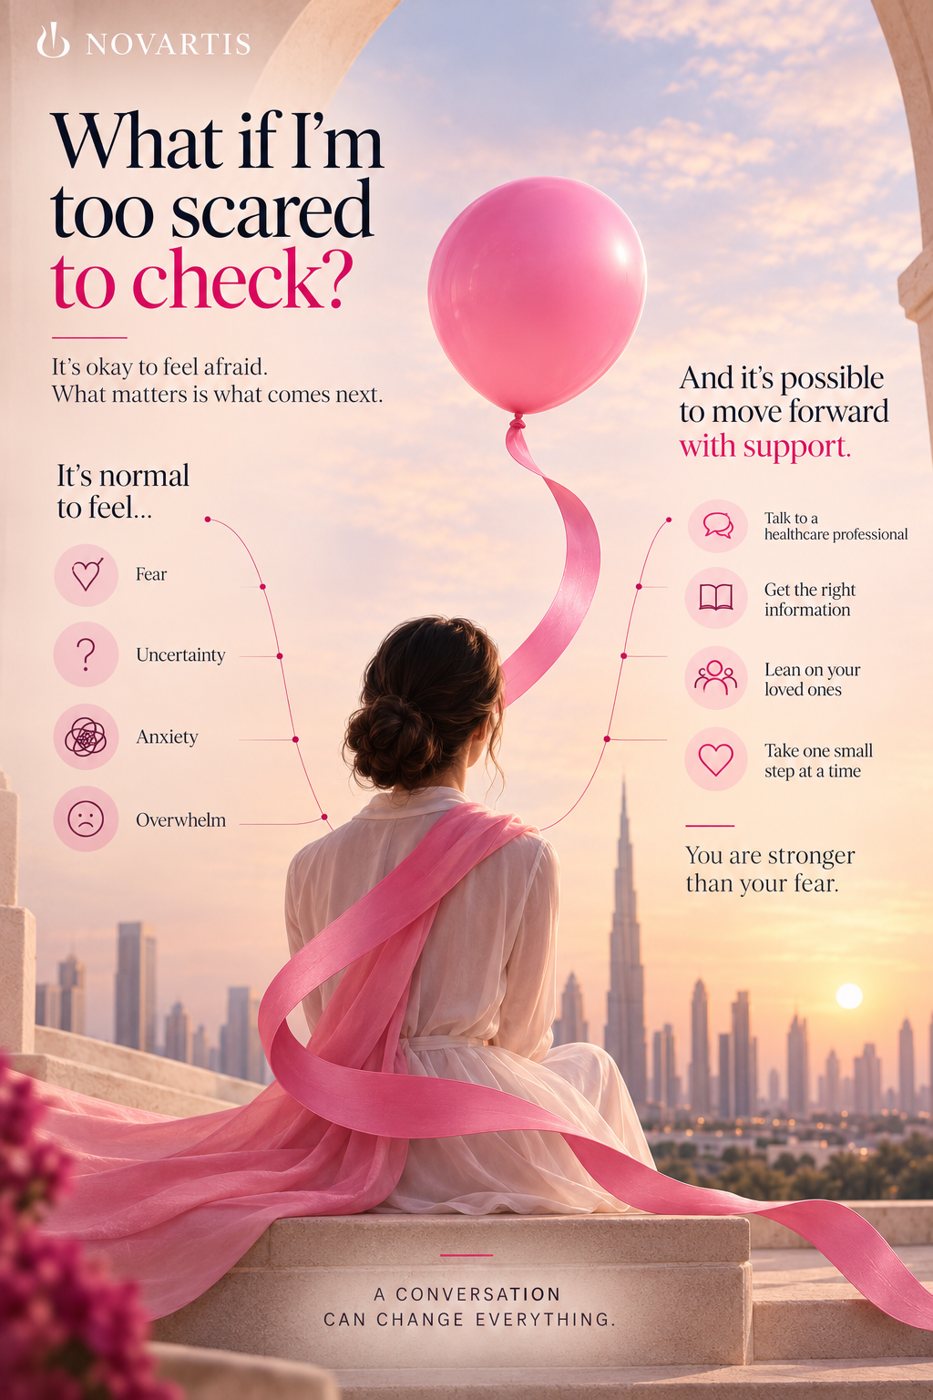 NOVARTIS
What if I'm
too scared
to check?
It's okay to feel afraid.
What matters is what comes next.
It's normal
to feel...
Fear
Uncertainty
Anxiety
Overwhelm
And it's possible
to move forward
with support.
Talk to a
healthcare professional
Get the right
information
Lean on your
loved ones
Take one small
step at a time
You are stronger
than your fear.
A CONVERSATION
CAN CHANGE EVERYTHING.